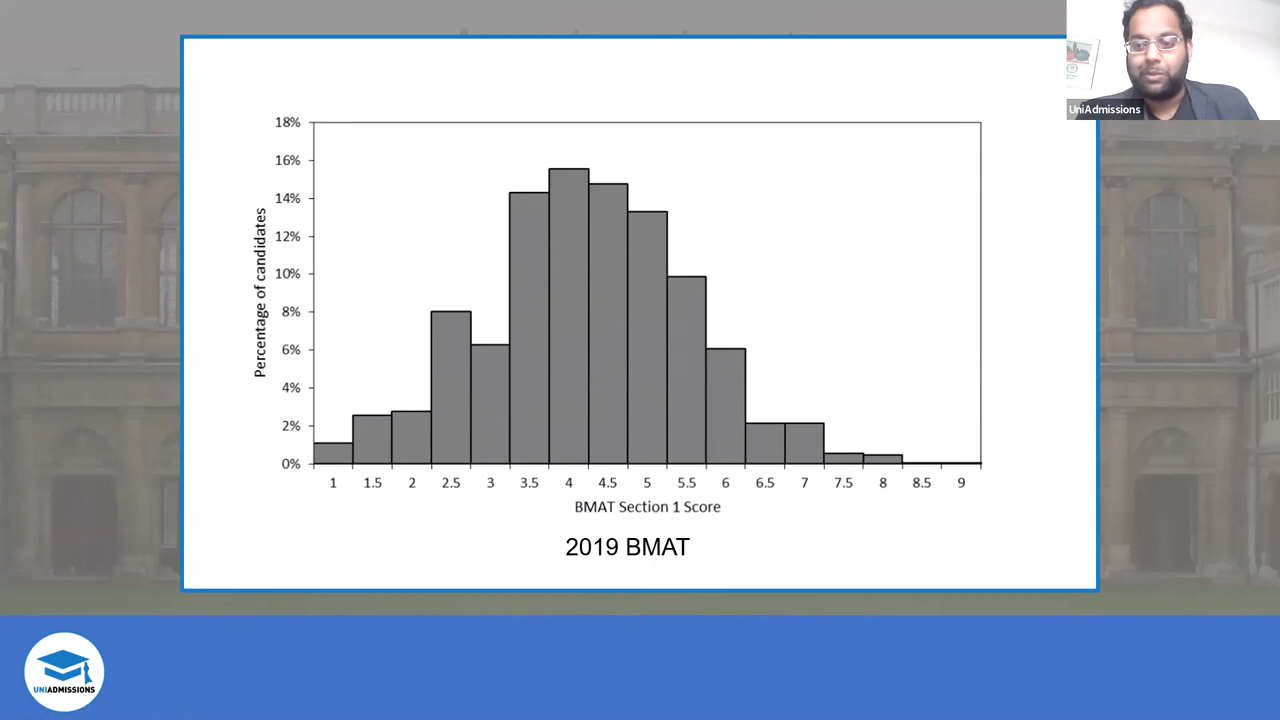 UniAdmissions
18%
16%
14%
12%
10%
8%
6%
4%
2%
0%
Percentage of candidates
1 1.5 2 2.5 3 3.5 4 4.5 5 5.5 6 6.5 7 7.5 8 8.5 9
BMAT Section 1 Score
2019 BMAT
UNIADMISSIONS